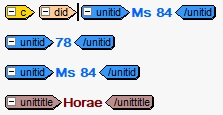 c did unitid Ms 84 /unitid
unitid 78 /unitid
unitid Ms 84 /unitid
unittitle Horae /unittitle